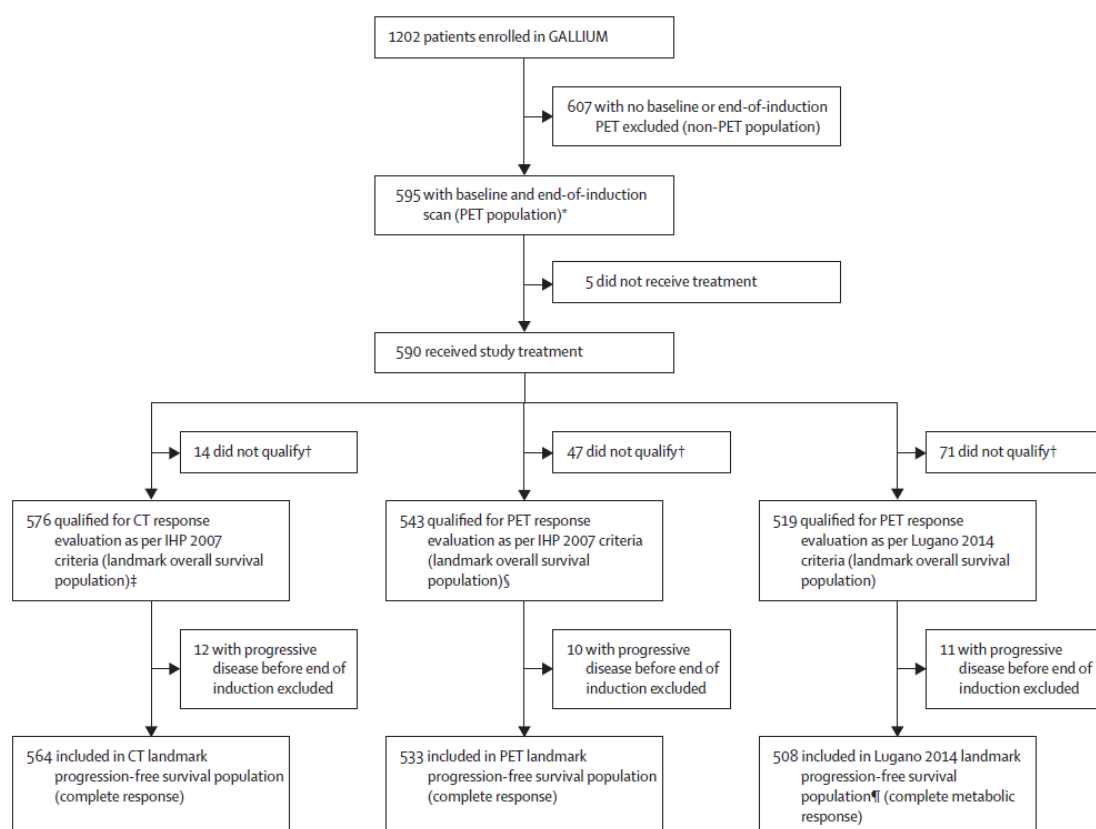 1202 patients enrolled in GALLIUM
607 with no baseline or end-of-induction
PET excluded (non-PET population)
595 with baseline and end-of-induction
scan (PET population)*
5 did not receive treatment
590 received study treatment
14 did not qualify†
47 did not qualify†
71 did not qualify†
576 qualified for CT response
evaluation as per IHP 2007
criteria (landmark overall survival
population)‡
543 qualified for PET response
evaluation as per IHP 2007 criteria
(landmark overall survival
population)§
519 qualified for PET response
evaluation as per Lugano 2014
criteria (landmark overall survival
population)
12 with progressive
disease before end of
induction excluded
10 with progressive
disease before end of
induction excluded
11 with progressive
disease before end of
induction excluded
564 included in CT landmark
progression-free survival population
(complete response)
533 included in PET landmark
progression-free survival population
(complete response)
508 included in Lugano 2014 landmark
progression-free survival
population¶ (complete metabolic
response)